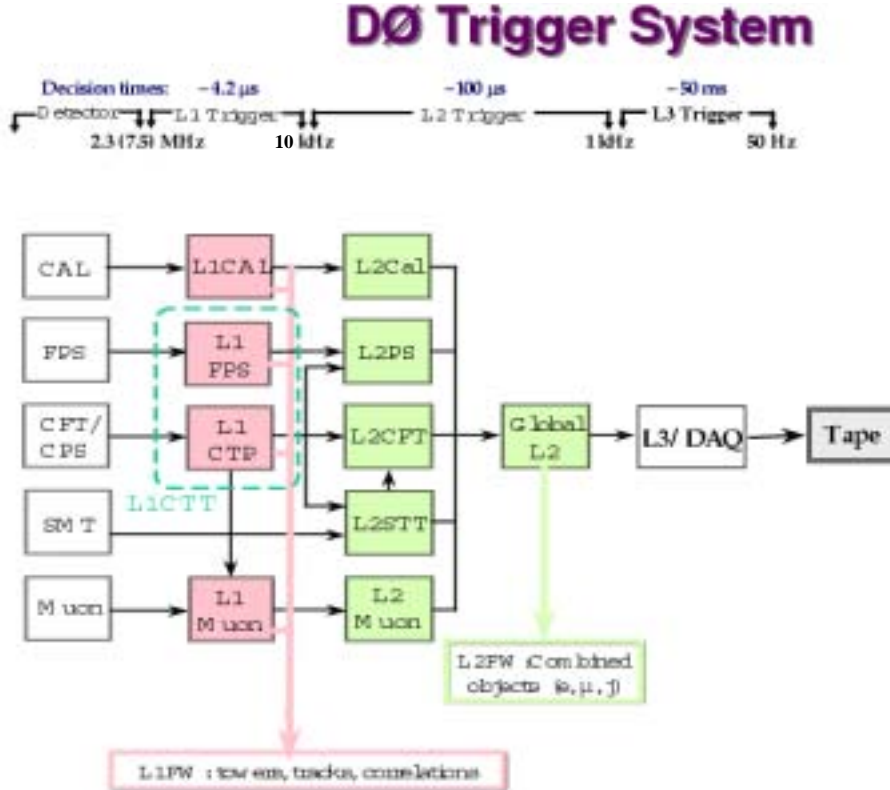 DØ Trigger System
Decision times: ~4.2 µs ~100 µs ~50 ms
Detector L1 Trigger L2 Trigger L3 Trigger
2.3 (7.5) MHz 10 kHz 1 kHz 50 Hz
CAL L1CAL L2Cal
FPS L1 FPS L2PS
CFT/ CPS L1 CTP L2CFT Global L2 L3/DAQ Tape
L1CTT
SMT L2STT
Muon L1 Muon L2 Muon
L2FW :Combined
objects (e, µ, j)
L1FW : towers, tracks, correlations